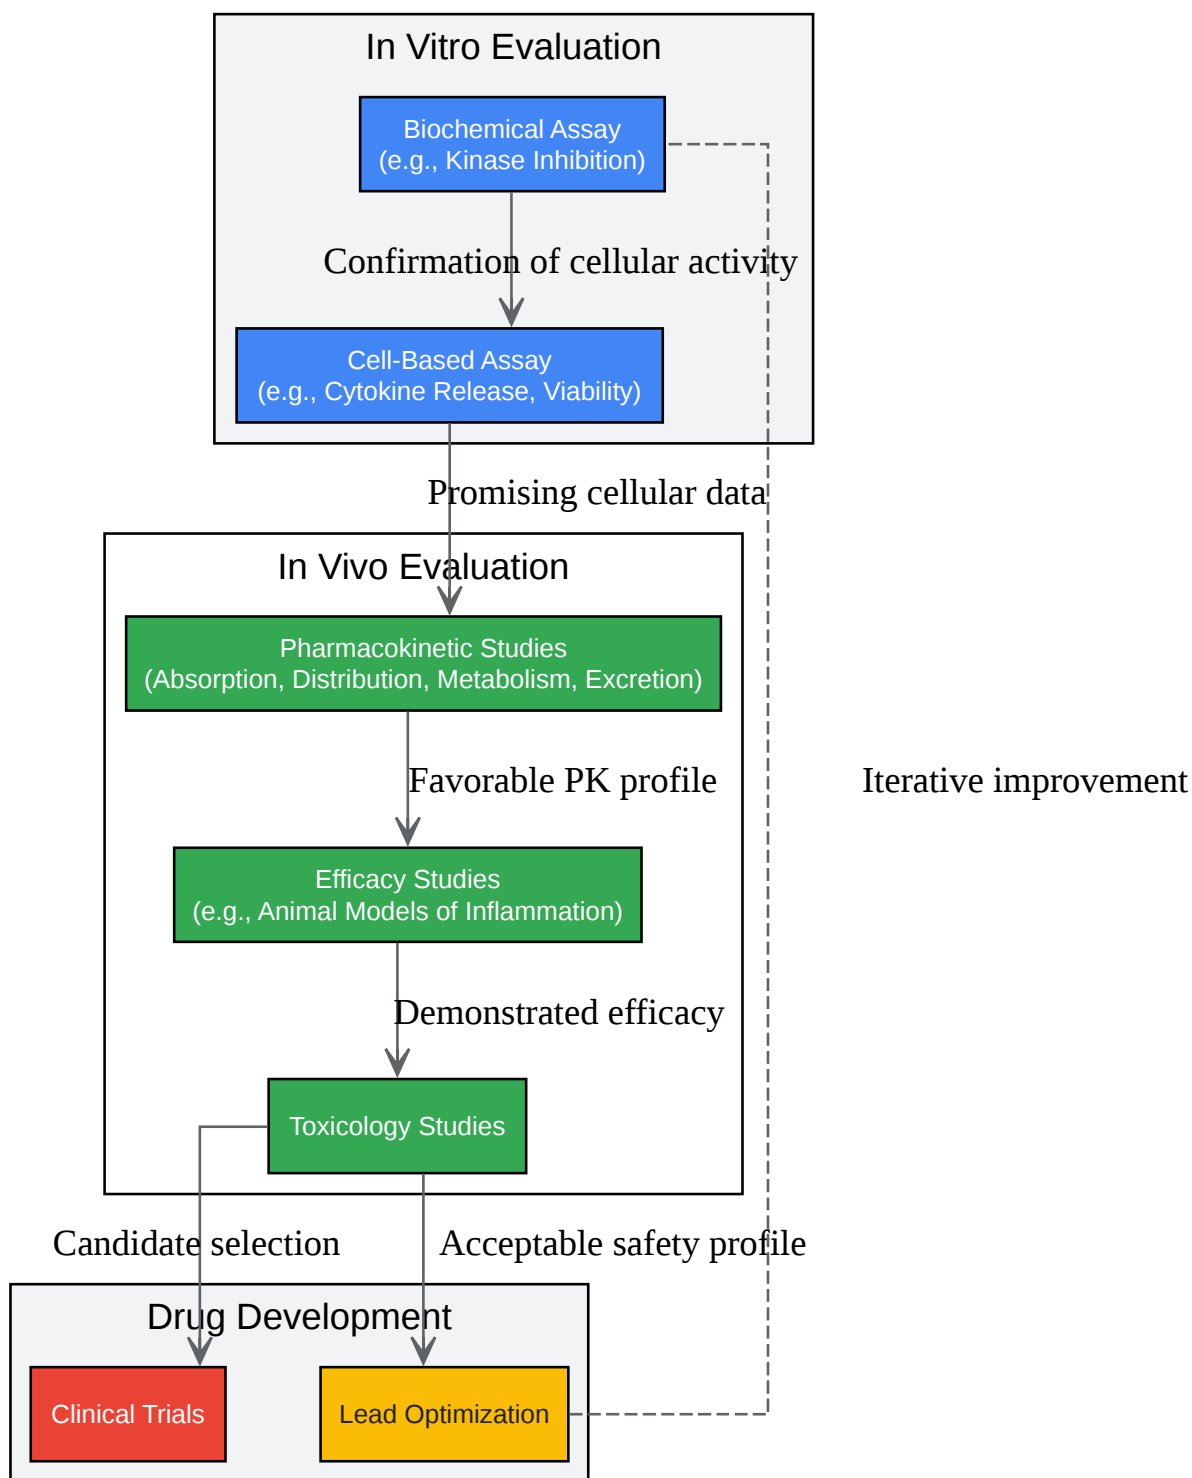 In Vitro Evaluation
Biochemical Assay
(e.g., Kinase Inhibition)
Confirmation of cellular activity
Cell-Based Assay
(e.g., Cytokine Release, Viability)
Promising cellular data
In Vivo Evaluation
Pharmacokinetic Studies
(Absorption, Distribution, Metabolism, Excretion)
Favorable PK profile
Iterative improvement
Efficacy Studies
(e.g., Animal Models of Inflammation)
Demonstrated efficacy
Toxicology Studies
Candidate selection
Acceptable safety profile
Drug Development
Clinical Trials
Lead Optimization